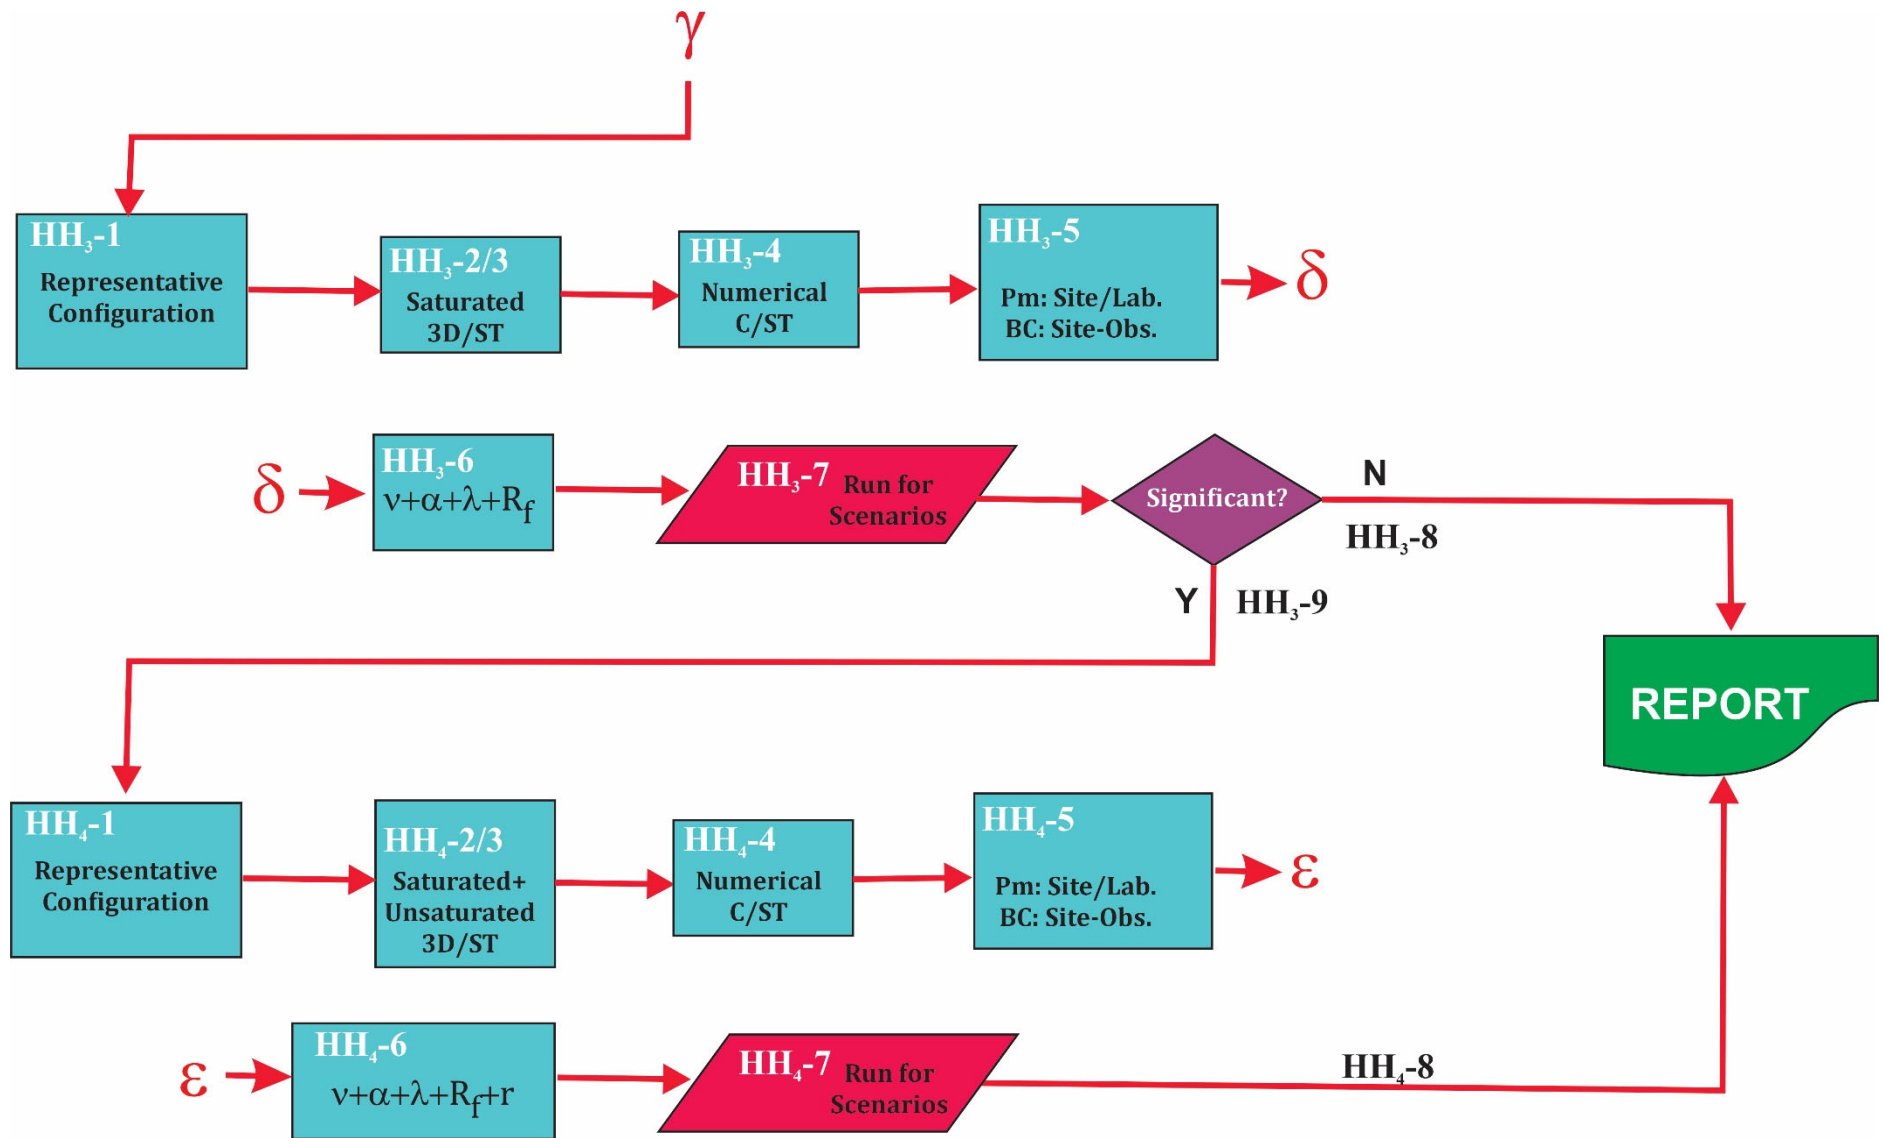 γ
HH₃-1
Representative
Configuration
HH₃-2/3
Saturated
3D/ST
HH₃-4
Numerical
C/ST
HH₃-5
Pm: Site/Lab.
BC: Site-Obs.
δ
δ
HH₃-6
ν+α+λ+R_f
HH₃-7 Run for
Scenarios
Significant?
N
HH₃-8
Y HH₃-9
REPORT
HH₄-1
Representative
Configuration
HH₄-2/3
Saturated+
Unsaturated
3D/ST
HH₄-4
Numerical
C/ST
HH₄-5
Pm: Site/Lab.
BC: Site-Obs.
ε
ε
HH₄-6
ν+α+λ+R_f+r
HH₄-7 Run for
Scenarios
HH₄-8